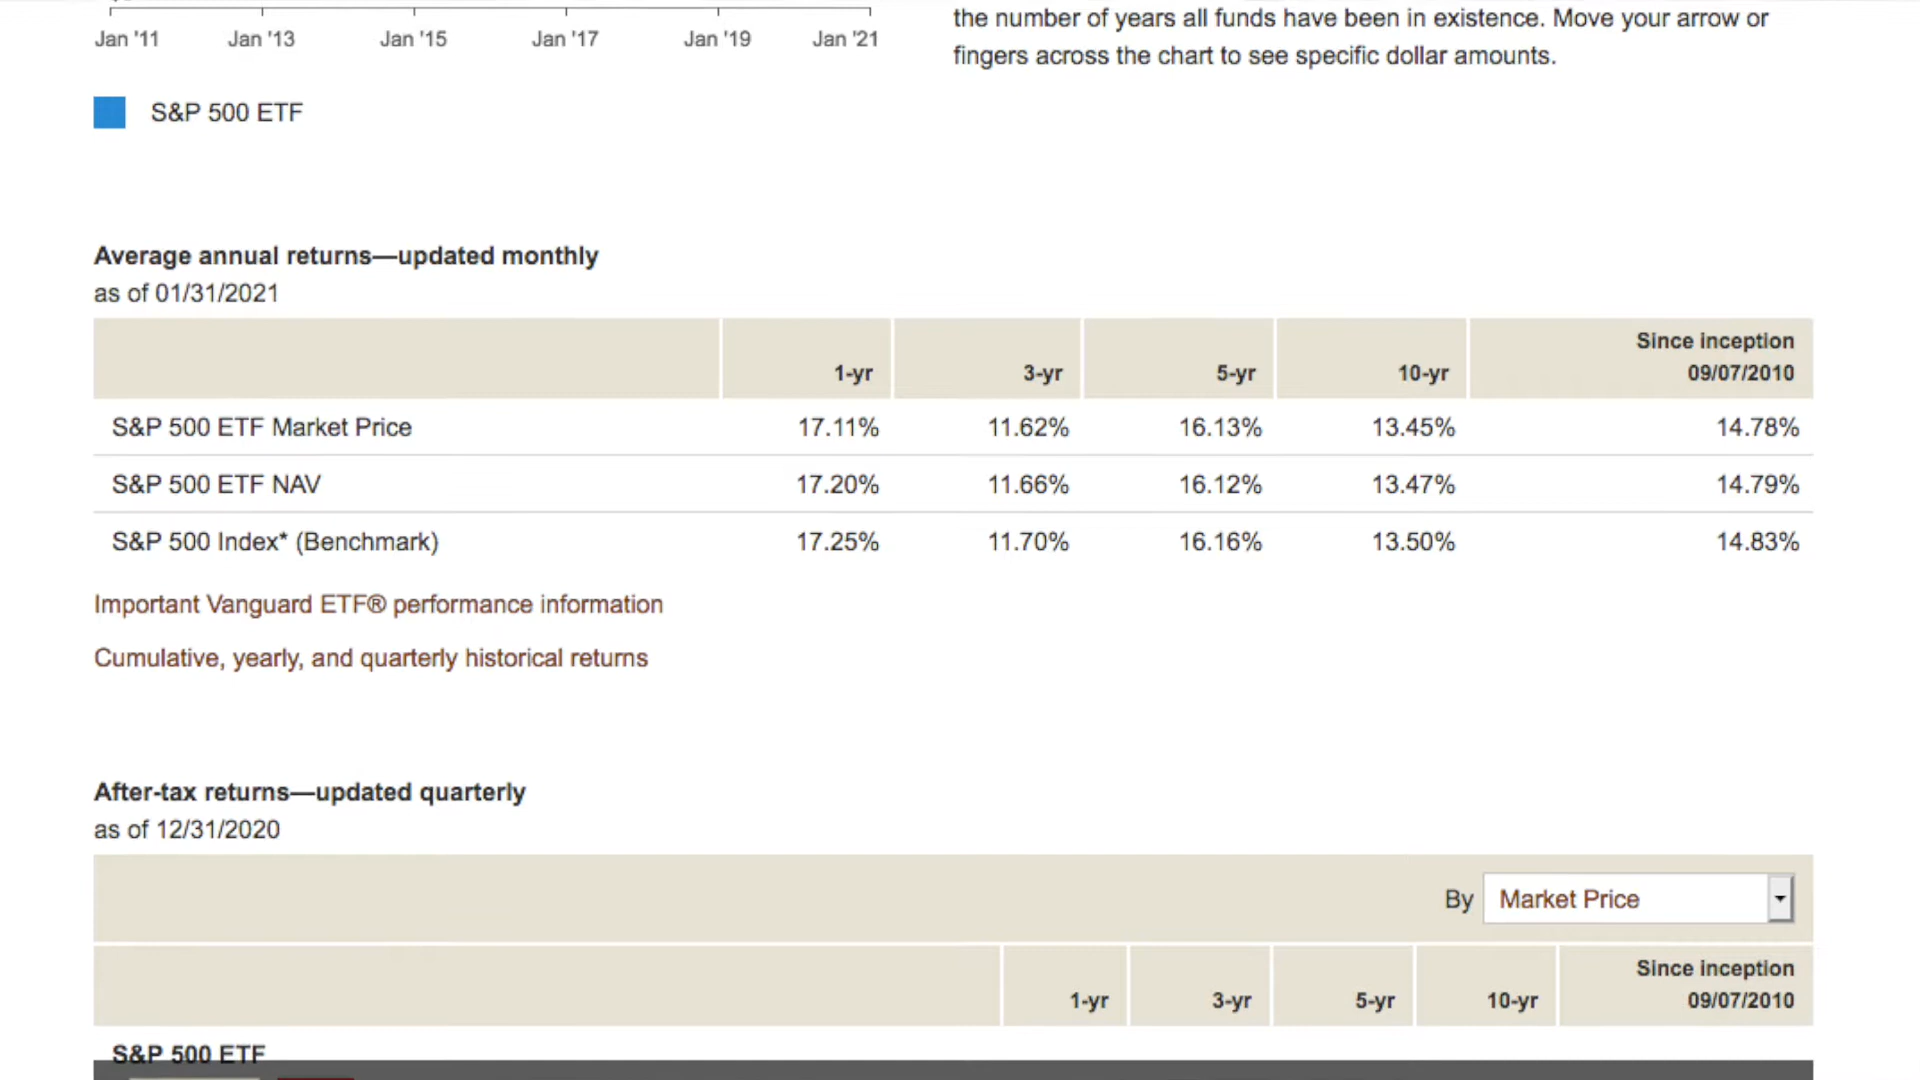 the number of years all funds have been in existence. Move your arrow or
fingers across the chart to see specific dollar amounts.
Jan '11 Jan '13 Jan '15 Jan '17 Jan '19 Jan '21
S&P 500 ETF
Average annual returns—updated monthly
as of 01/31/2021
Since inception
1-yr 3-yr 5-yr 10-yr 09/07/2010
S&P 500 ETF Market Price 17.11% 11.62% 16.13% 13.45% 14.78%
S&P 500 ETF NAV 17.20% 11.66% 16.12% 13.47% 14.79%
S&P 500 Index* (Benchmark) 17.25% 11.70% 16.16% 13.50% 14.83%
Important Vanguard ETF® performance information
Cumulative, yearly, and quarterly historical returns
After-tax returns—updated quarterly
as of 12/31/2020
By Market Price
Since inception
1-yr 3-yr 5-yr 10-yr 09/07/2010
S&P 500 ETF